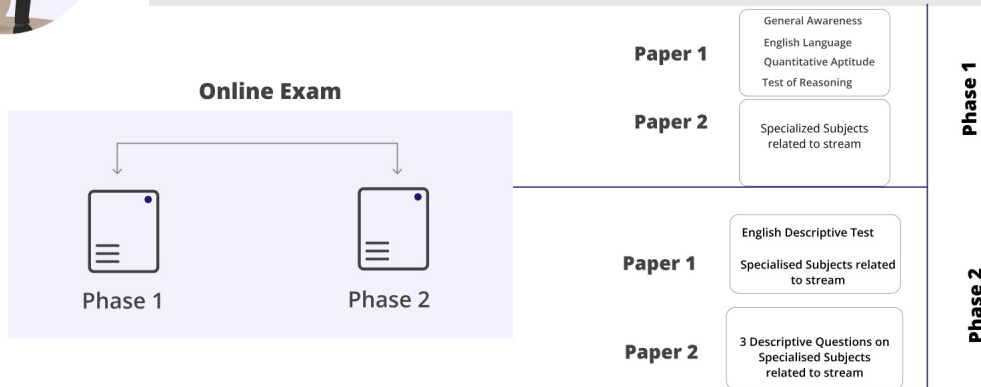 Online Exam
Phase 1
Phase 2
Paper 1
General Awareness
English Language
Quantitative Aptitude
Test of Reasoning
Paper 2
Specialized Subjects
related to stream
Phase 1
Paper 1
English Descriptive Test
Specialised Subjects related
to stream
Paper 2
3 Descriptive Questions on
Specialised Subjects
related to stream
Phase 2